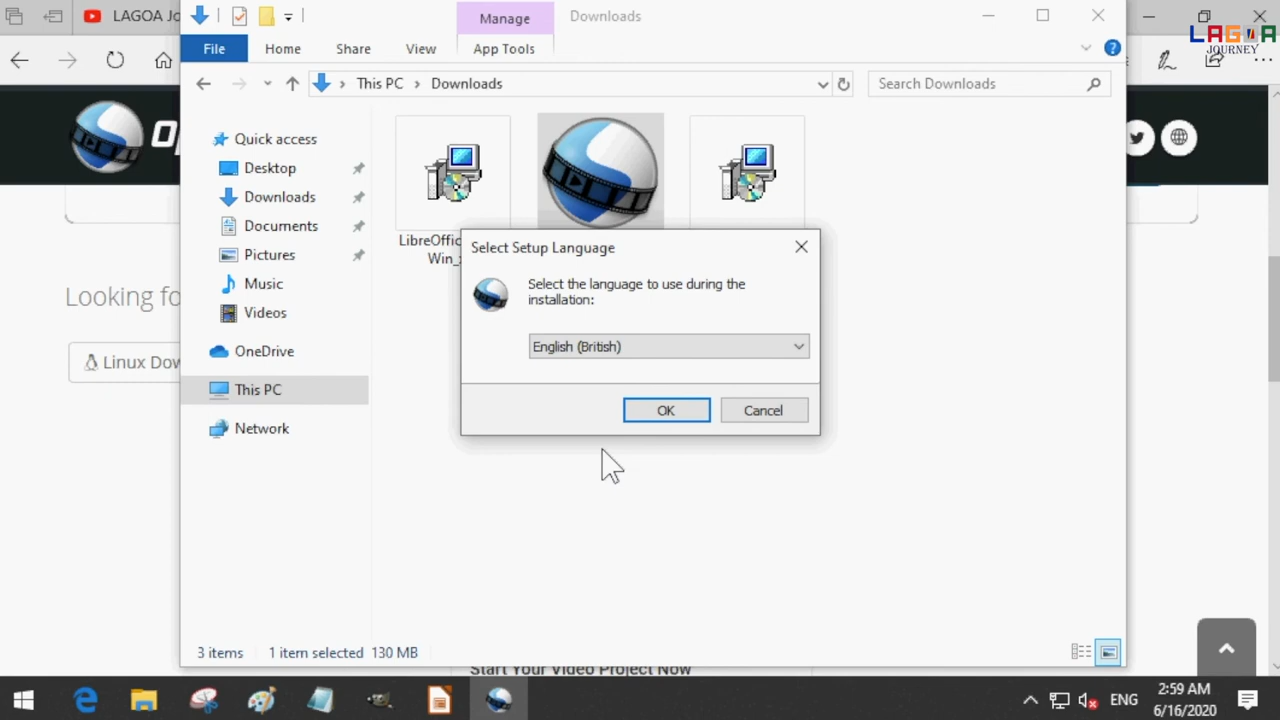 LAGOA Jo
Manage
Downloads
LAGOA
JOURNEY
File
Home
Share
View
App Tools
This PC
Downloads
Search Downloads
Op
Quick access
Desktop
Downloads
Documents
Pictures
Music
Videos
OneDrive
This PC
Network
LibreOffic
Win_
Select Setup Language
Select the language to use during the
installation:
English (British)
OK
Cancel
Looking fo
Linux Dow
3 items
1 item selected 130 MB
Start Your Video Project Now
ENG
2:59 AM
6/16/2020